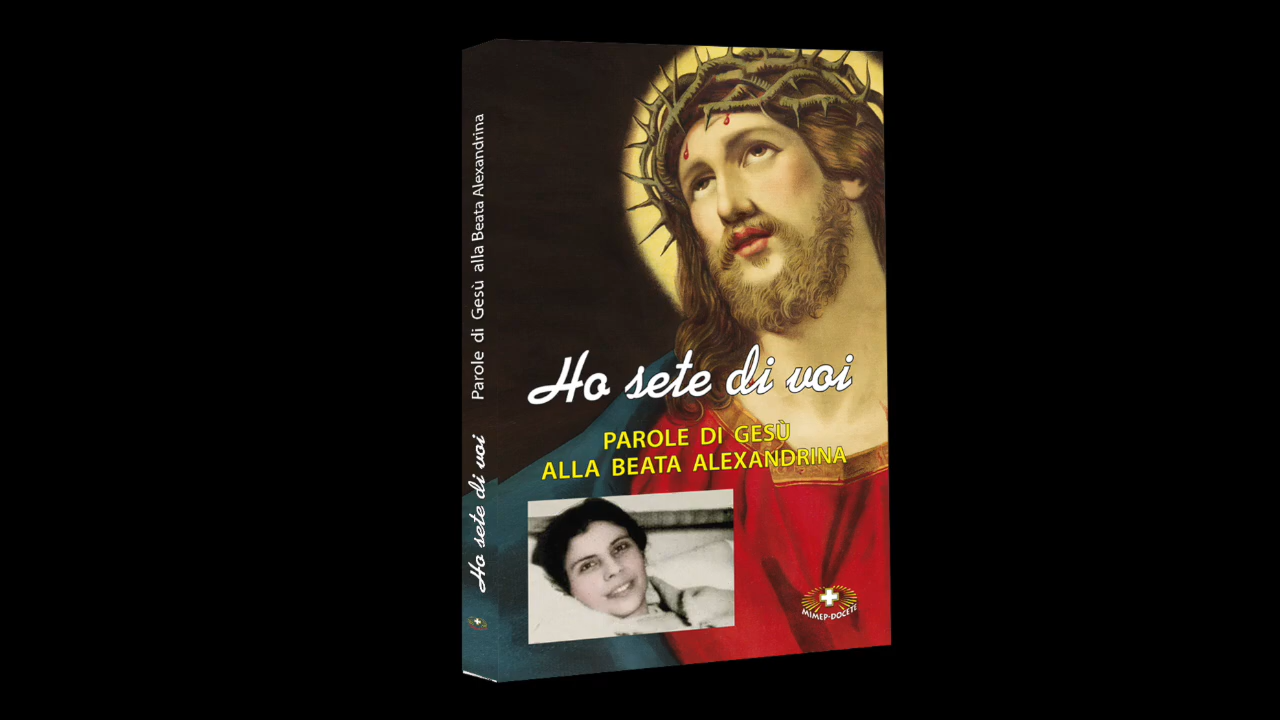 Ho sete di voi
PAROLE DI GESÙ
ALLA BEATA ALEXANDRINA
MIMEP-DOCETE
Ho sete di voi Parole di Gesù alla Beata Alexandrina